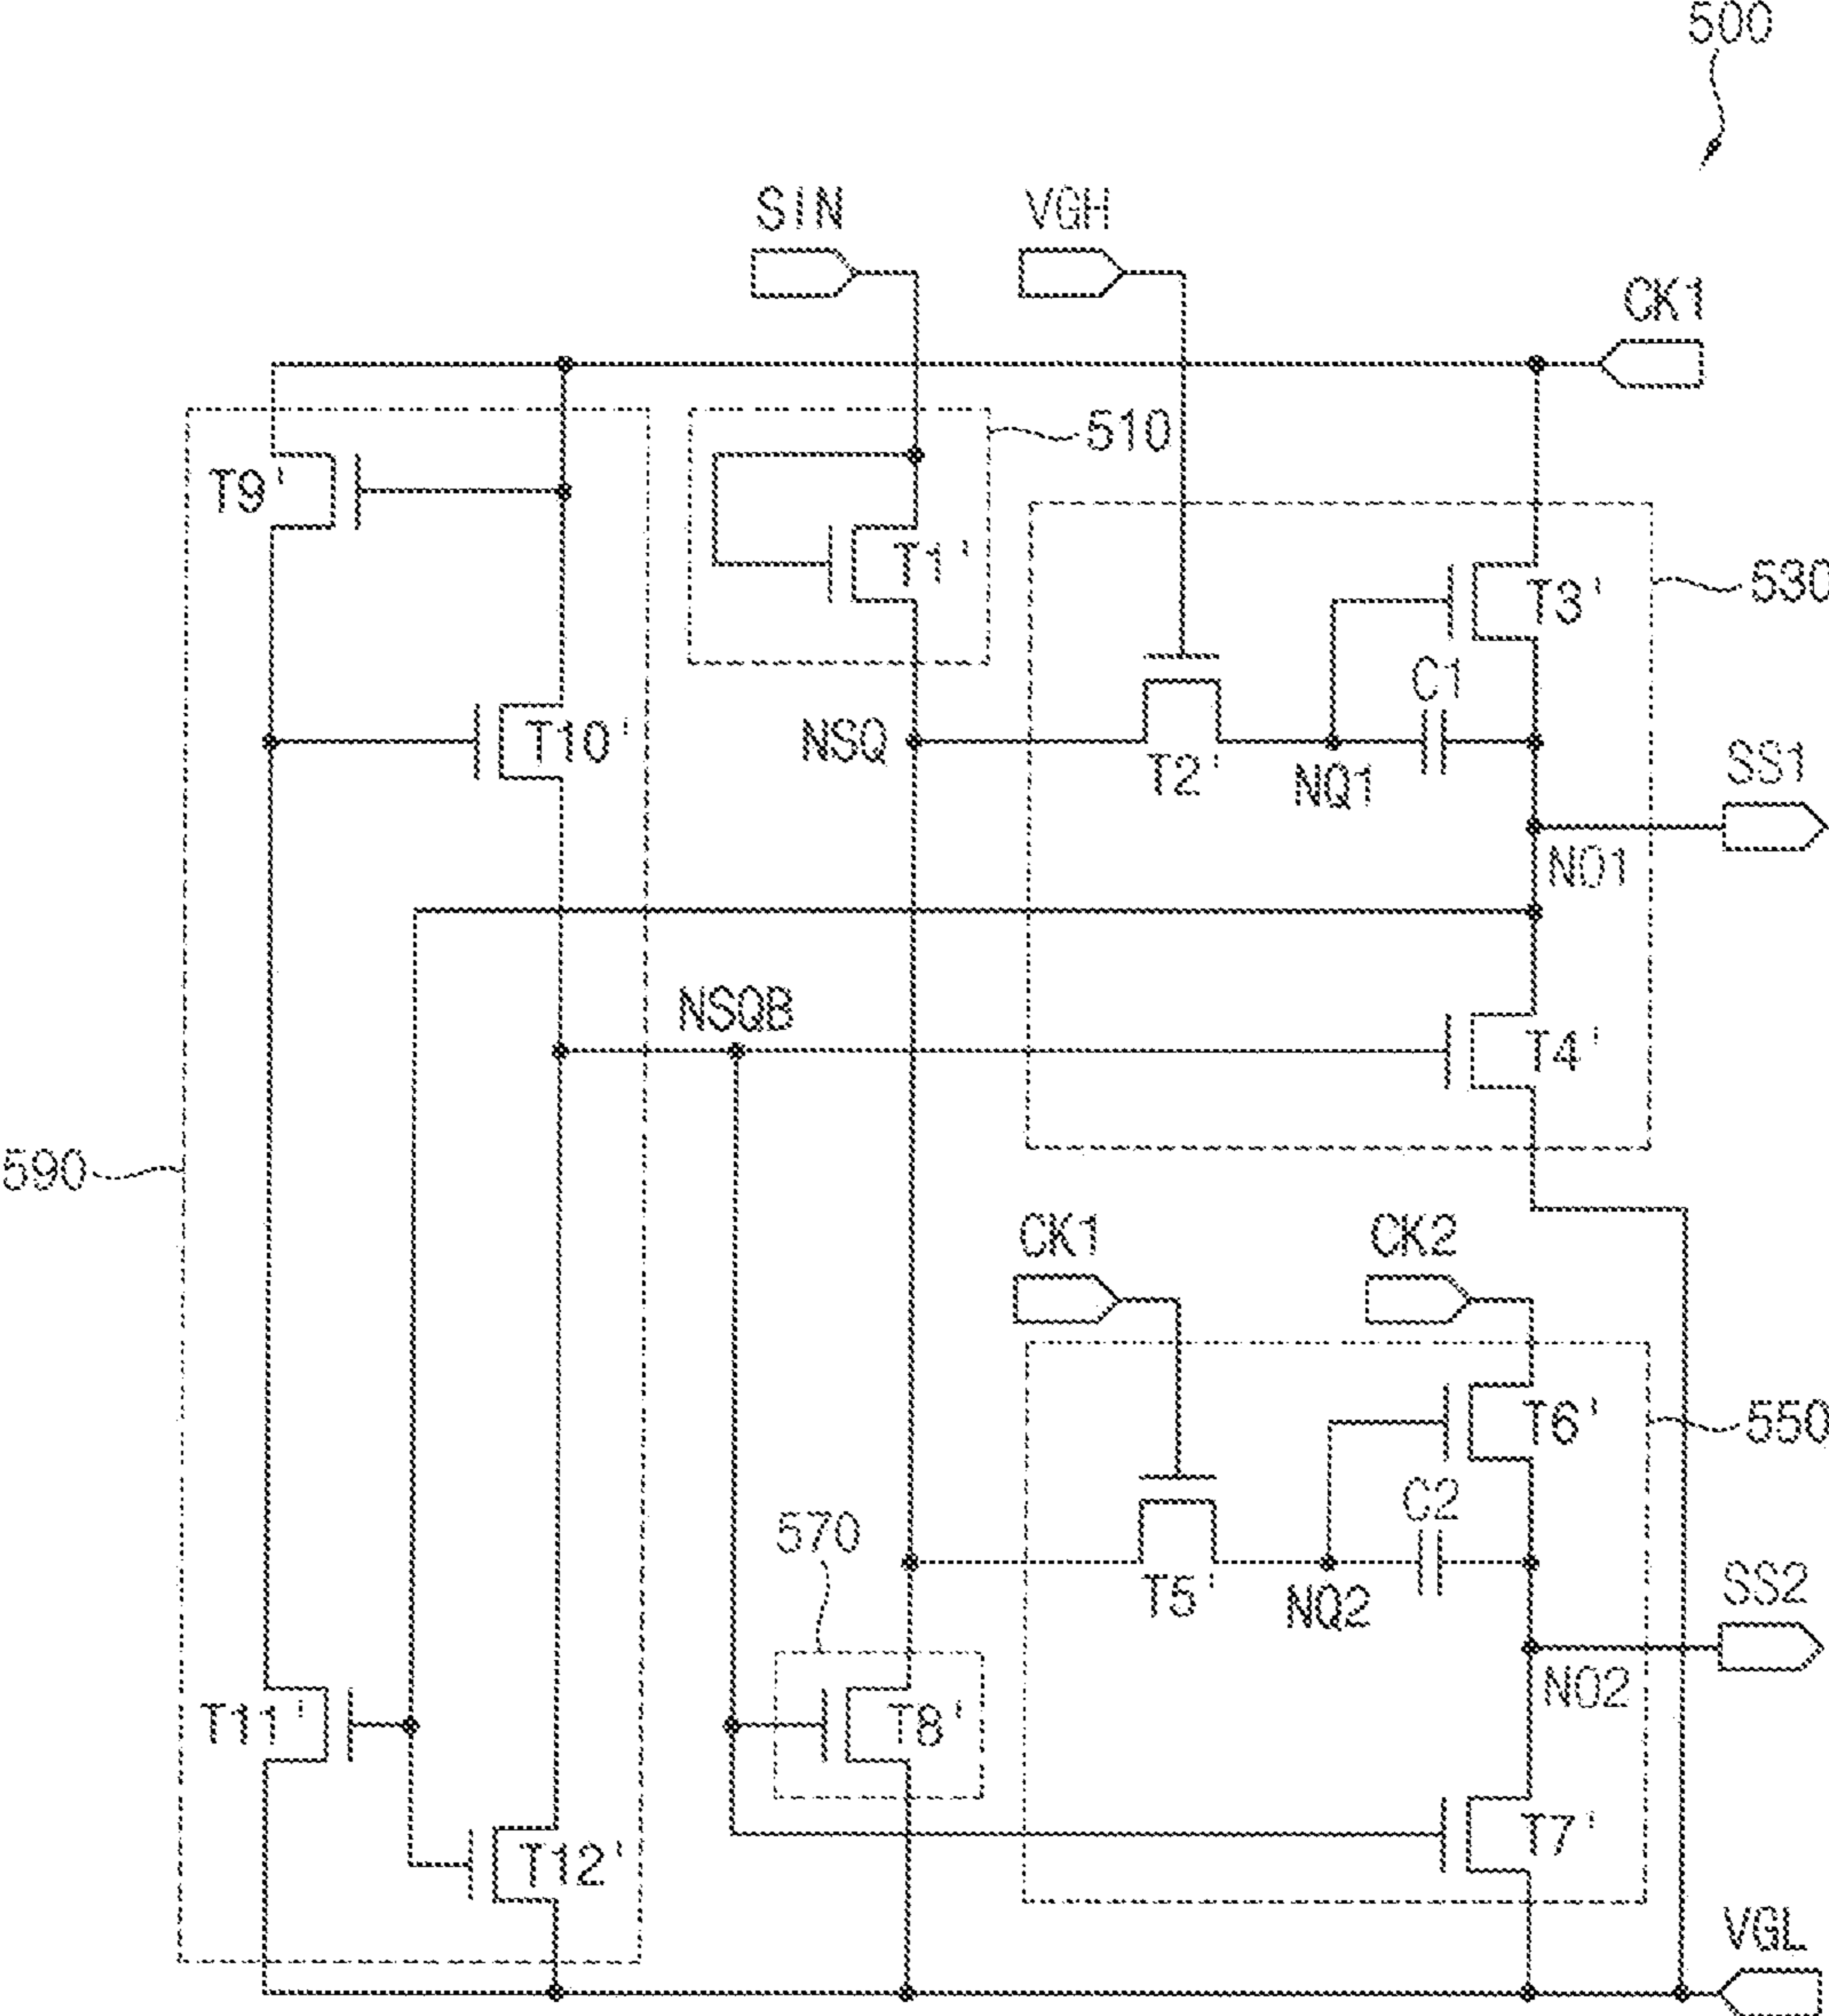 500
SIN
VGH
CK1
510
T9'
T1'
T3'
530
C1
T10'
NSQ
T2'
NQ1
SS1
NO1
NSQB
T4'
590
CK1
CK2
T6'
550
C2
570
T5'
NQ2
SS2
NO2
T11'
T8'
T7'
T12'
VGL